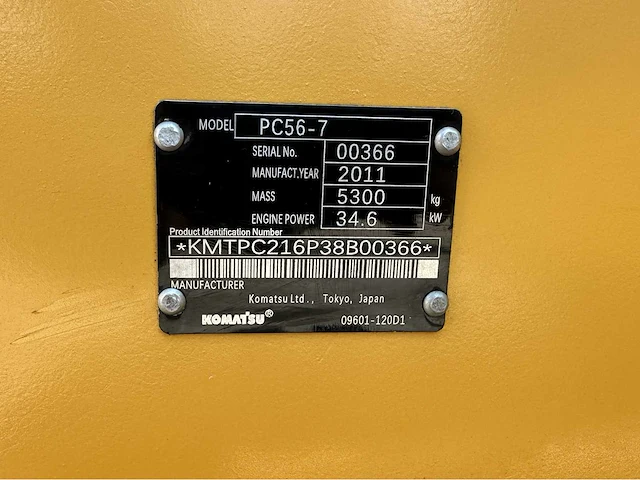 MODEL PC56-7
SERIAL No. 00366
MANUFACT.YEAR 2011
MASS 5300 kg
ENGINE POWER 34.6 kW
Product Identification Number
*KMTPC216P38B00366*
MANUFACTURER
Komatsu Ltd., Tokyo, Japan
KOMATSU® 09601-120D1